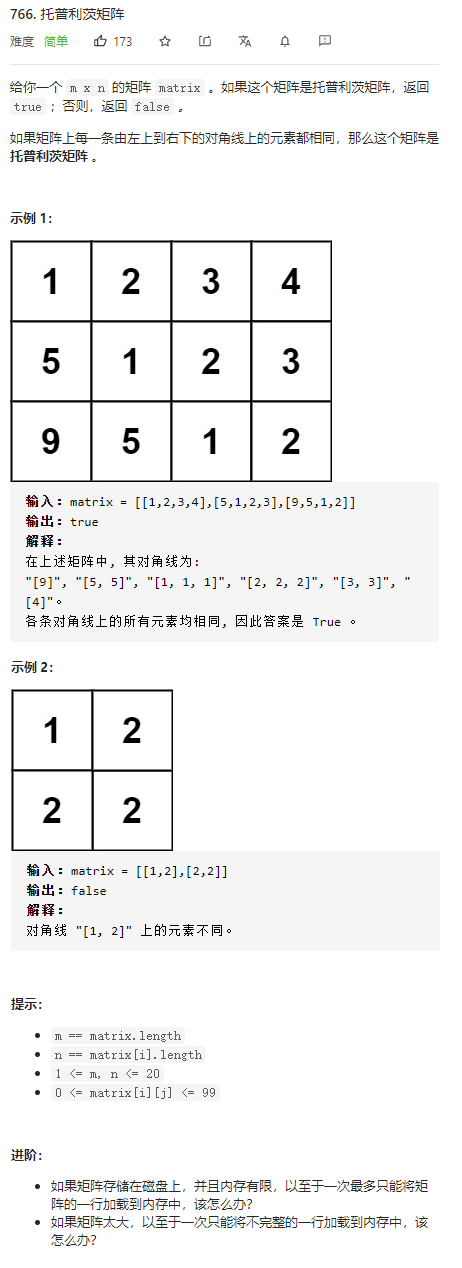 766. 托普利茨矩阵
难度 简单 173
给你一个 m x n 的矩阵 matrix 。如果这个矩阵是托普利茨矩阵，返回
true ；否则，返回 false 。
如果矩阵上每一条由左上到右下的对角线上的元素都相同，那么这个矩阵是
托普利茨矩阵 。
示例 1：
1 2 3 4
5 1 2 3
9 5 1 2
输入：matrix = [[1,2,3,4],[5,1,2,3],[9,5,1,2]]
输出：true
解释：
在上述矩阵中, 其对角线为:
"[9]", "[5, 5]", "[1, 1, 1]", "[2, 2, 2]", "[3, 3]", "
[4]"。
各条对角线上的所有元素均相同, 因此答案是 True 。
示例 2：
1 2
2 2
输入：matrix = [[1,2],[2,2]]
输出：false
解释：
对角线 "[1, 2]" 上的元素不同。
提示：
m == matrix.length
n == matrix[i].length
1 <= m, n <= 20
0 <= matrix[i][j] <= 99
进阶：
如果矩阵存储在磁盘上，并且内存有限，以至于一次最多只能将矩
阵的一行加载到内存中，该怎么办？
如果矩阵太大，以至于一次只能将不完整的一行加载到内存中，该
怎么办？